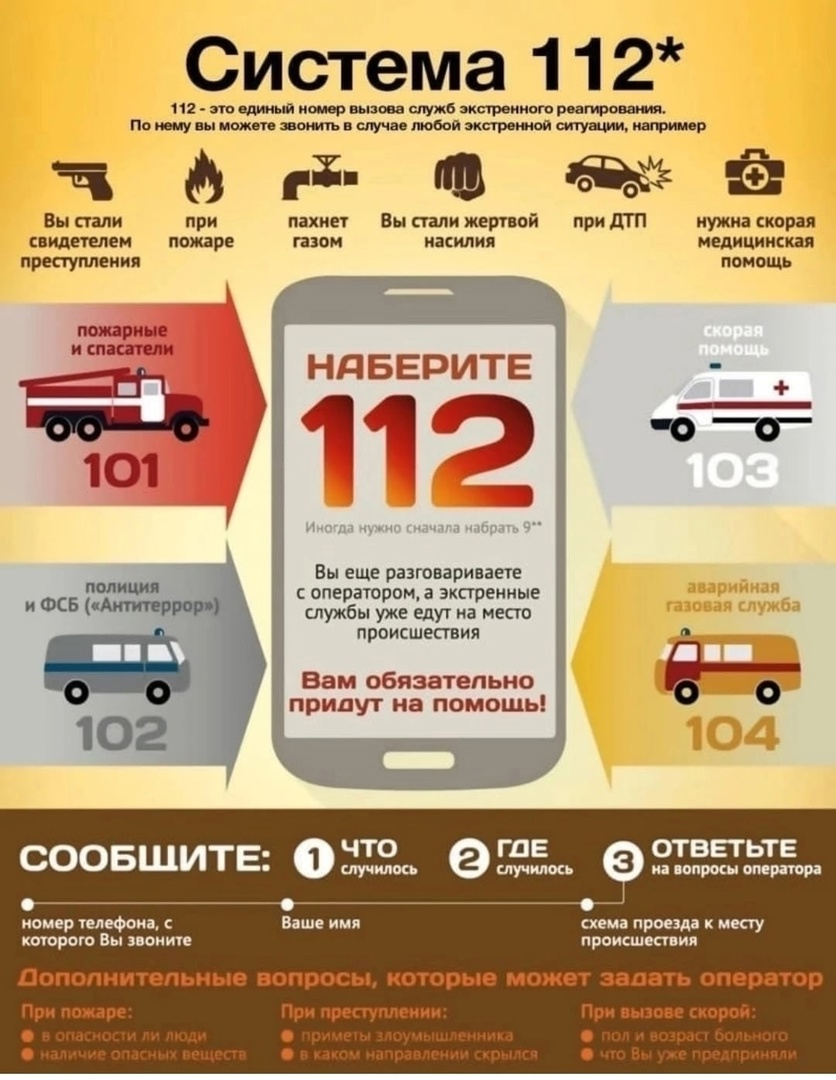 Система 112*
112 - это единый номер вызова служб экстренного реагирования.
По нему вы можете звонить в случае любой экстренной ситуации, например
Вы стали
свидетелем
преступления
при
пожаре
пахнет
газом
Вы стали жертвой
насилия
при ДТП
нужна скорая
медицинская
помощь
пожарные
и спасатели
101
скорая
помощь
103
НАБЕРИТЕ
112
Иногда нужно сначала набрать 9**
Вы еще разговариваете
с оператором, а экстренные
службы уже едут на место
происшествия
Вам обязательно
придут на помощь!
полиция
и ФСБ («Антитеррор»)
102
аварийная
газовая служба
104
СООБЩИТЕ:
1 ЧТО
случилось
2 ГДЕ
случилось
3 ОТВЕТЬТЕ
на вопросы оператора
номер телефона, с
которого Вы звоните
Ваше имя
схема проезда к месту
происшествия
Дополнительные вопросы, которые может задать оператор
При пожаре:
в опасности ли люди
наличие опасных веществ
При преступлении:
приметы злоумышленника
в каком направлении скрылся
При вызове скорой:
пол и возраст больного
что Вы уже предприняли